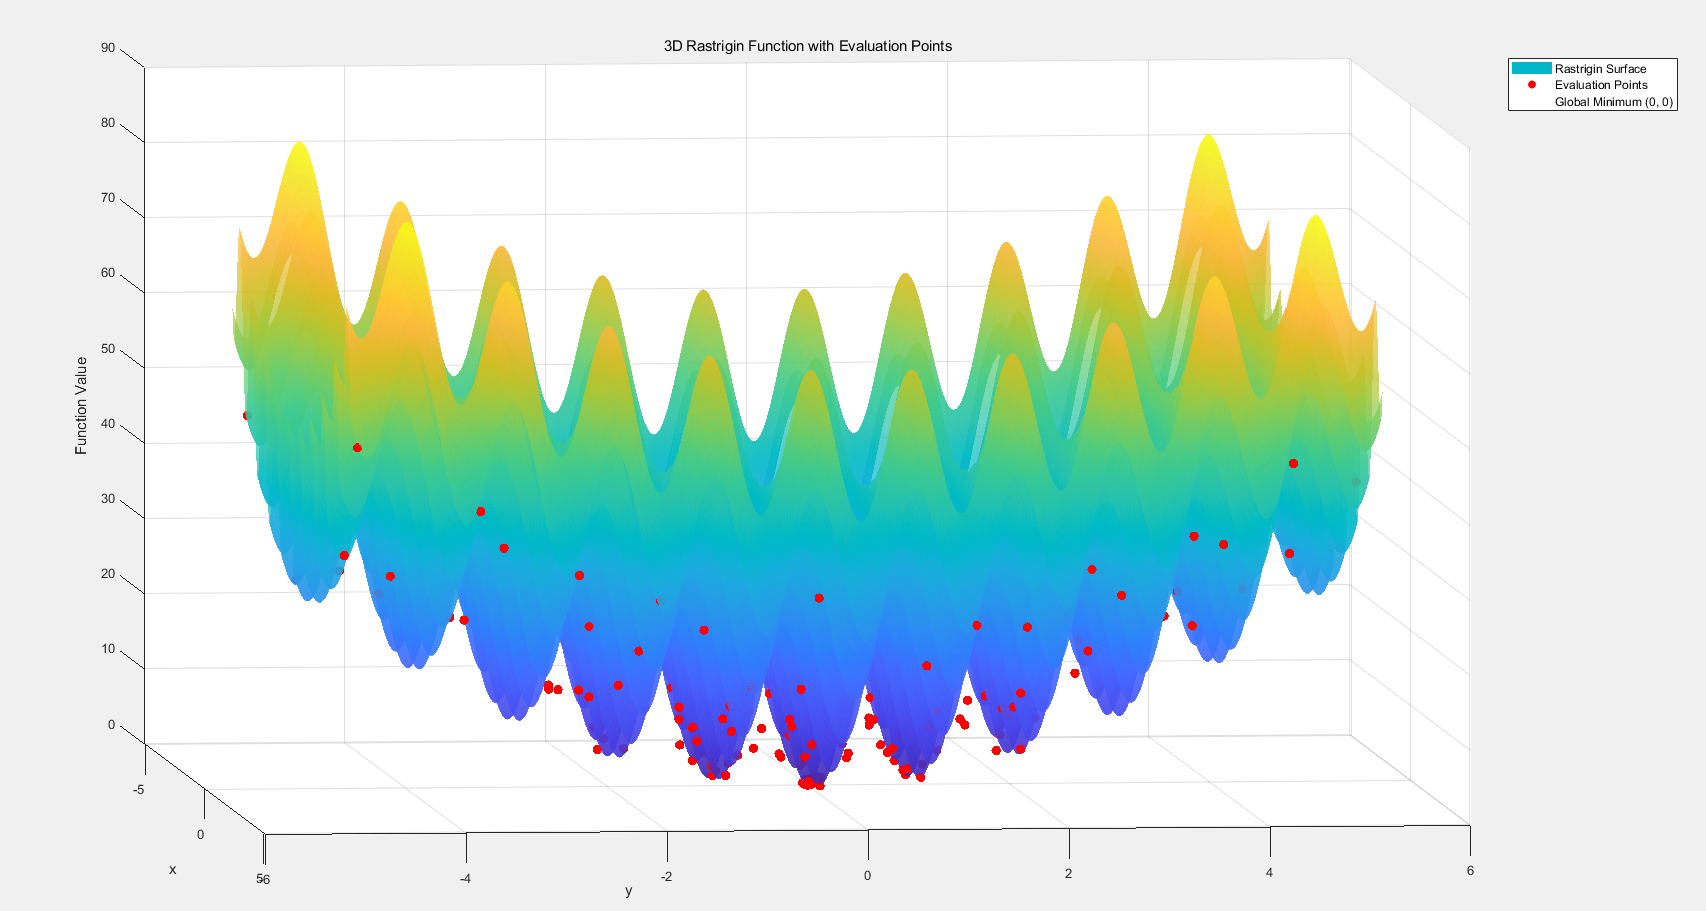 3D Rastrigin Function with Evaluation Points
Rastrigin Surface
Evaluation Points
Global Minimum (0, 0)
90
80
70
60
50
40
30
20
10
0
Function Value
-5
0
5
x
-6
-4
-2
0
2
4
6
y